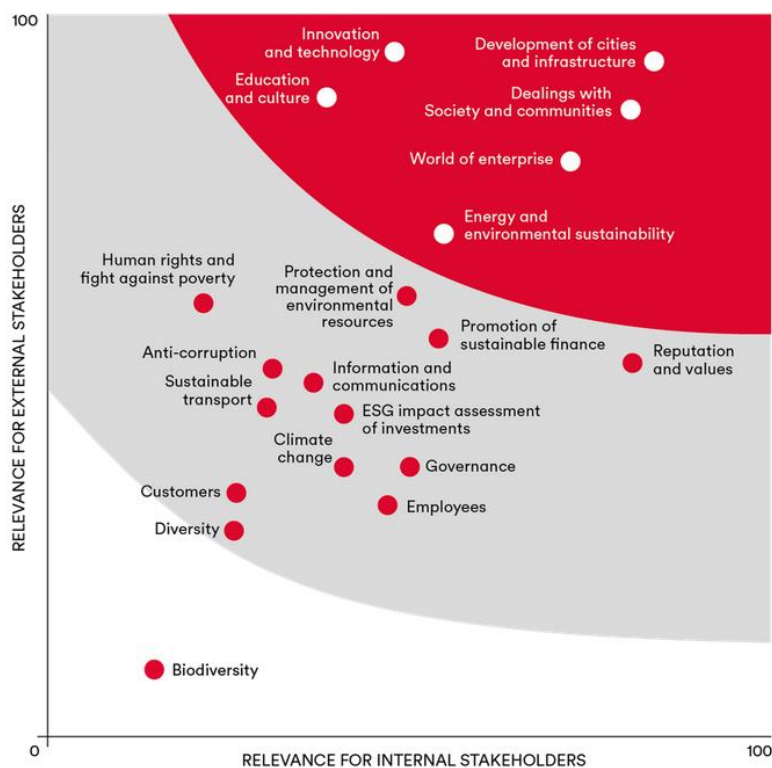 100
Innovation
and technology
Development of cities
and infrastructure
Education
and culture
Dealings with
Society and communities
World of enterprise
Energy and
environmental sustainability
Human rights and
fight against poverty
Protection and
management of
environmental
resources
Promotion of
sustainable finance
Reputation
and values
Anti-corruption
Information and
communications
Sustainable
transport
ESG impact assessment
of investments
Climate
change
Governance
Customers
Employees
Diversity
Biodiversity
RELEVANCE FOR EXTERNAL STAKEHOLDERS
0
RELEVANCE FOR INTERNAL STAKEHOLDERS
100